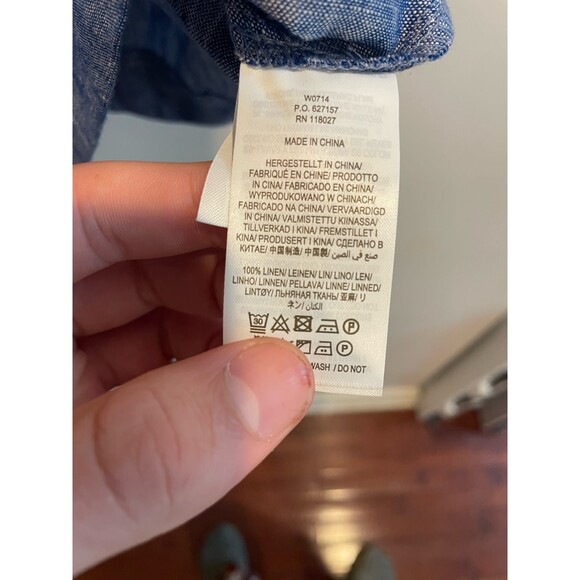 W0714
P.O. 627157
RN 118027
MADE IN CHINA
HERGESTELLT IN CHINA/
FABRIQUÉ EN CHINE/ PRODOTTO
IN CINA/ FABRICADO EN CHINA/
WYPRODUKOWANO W CHINACH/
FABRICADO NA CHINA/ VERVAARDIGD
IN CHINA/ VALMISTETTU KIINASSA/
TILLVERKAD I KINA/ FREMSTILLET I
KINA/ PRODUSERT I KINA/ СДЕЛАНО В
КИТАЕ/ 中国制造/ 中国製/ صنع في الصين
100% LINEN/ LEINEN/ LIN/ LINO/ LEN/
LINHO/ LINNEN/ PELLAVA/ LINNE/ LINNED/
LINTØY/ ЛЬНЯНАЯ ТКАНЬ/ 亚麻/ リ
ネン/ الكتان
30 P
P
WASH / DO NOT